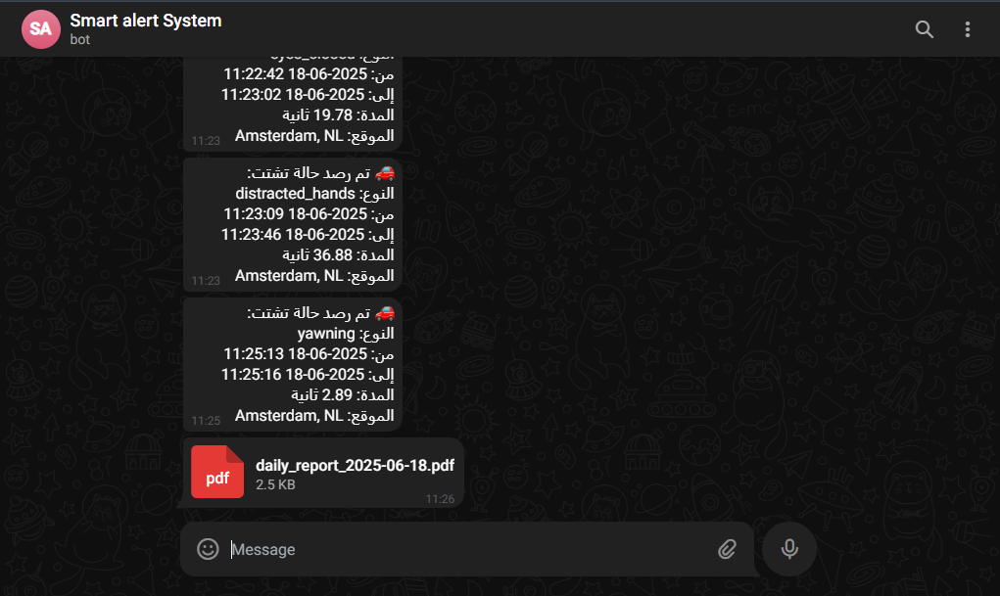 SA
Smart alert System
bot
النوع: eyes_closed
من: 2025-06-18 11:22:42
إلى: 2025-06-18 11:23:02
المدة: 19.78 ثانية
الموقع: Amsterdam, NL
11:23
🚗 تم رصد حالة تشتت:
النوع: distracted_hands
من: 2025-06-18 11:23:09
إلى: 2025-06-18 11:23:46
المدة: 36.88 ثانية
الموقع: Amsterdam, NL
11:23
🚗 تم رصد حالة تشتت:
النوع: yawning
من: 2025-06-18 11:25:13
إلى: 2025-06-18 11:25:16
المدة: 2.89 ثانية
الموقع: Amsterdam, NL
11:25
pdf
daily_report_2025-06-18.pdf
2.5 KB
11:26
Message